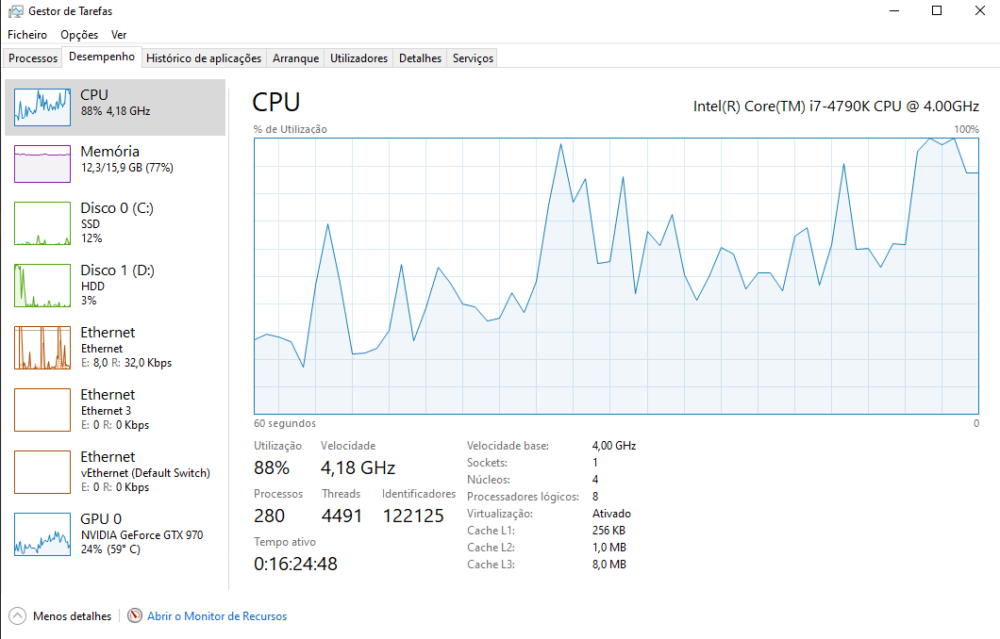 Gestor de Tarefas
Ficheiro Opções Ver
Processos Desempenho Histórico de aplicações Arranque Utilizadores Detalhes Serviços
CPU
88% 4,18 GHz
Memória
12,3/15,9 GB (77%)
Disco 0 (C:)
SSD
12%
Disco 1 (D:)
HDD
3%
Ethernet
Ethernet
E: 8,0 R: 32,0 Kbps
Ethernet
Ethernet 3
E: 0 R: 0 Kbps
Ethernet
vEthernet (Default Switch)
E: 0 R: 0 Kbps
GPU 0
NVIDIA GeForce GTX 970
24% (59° C)
CPU Intel(R) Core(TM) i7-4790K CPU @ 4.00GHz
% de Utilização 100%
60 segundos 0
Utilização Velocidade
88% 4,18 GHz
Processos Threads Identificadores
280 4491 122125
Tempo ativo
0:16:24:48
Velocidade base: 4,00 GHz
Sockets: 1
Núcleos: 4
Processadores lógicos: 8
Virtualização: Ativado
Cache L1: 256 KB
Cache L2: 1,0 MB
Cache L3: 8,0 MB
Menos detalhes Abrir o Monitor de Recursos